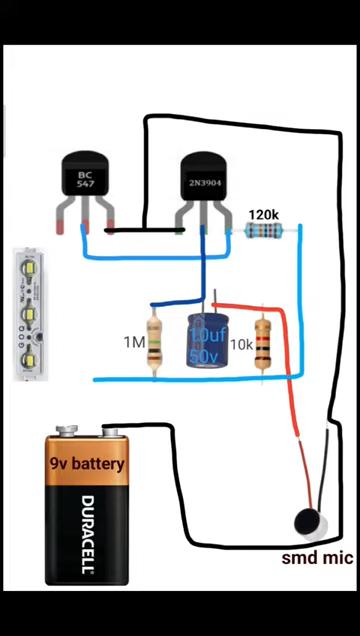 BC
547
2N3904
120k
1M
10uf
50v
10k
9v battery
DURACELL
smd mic